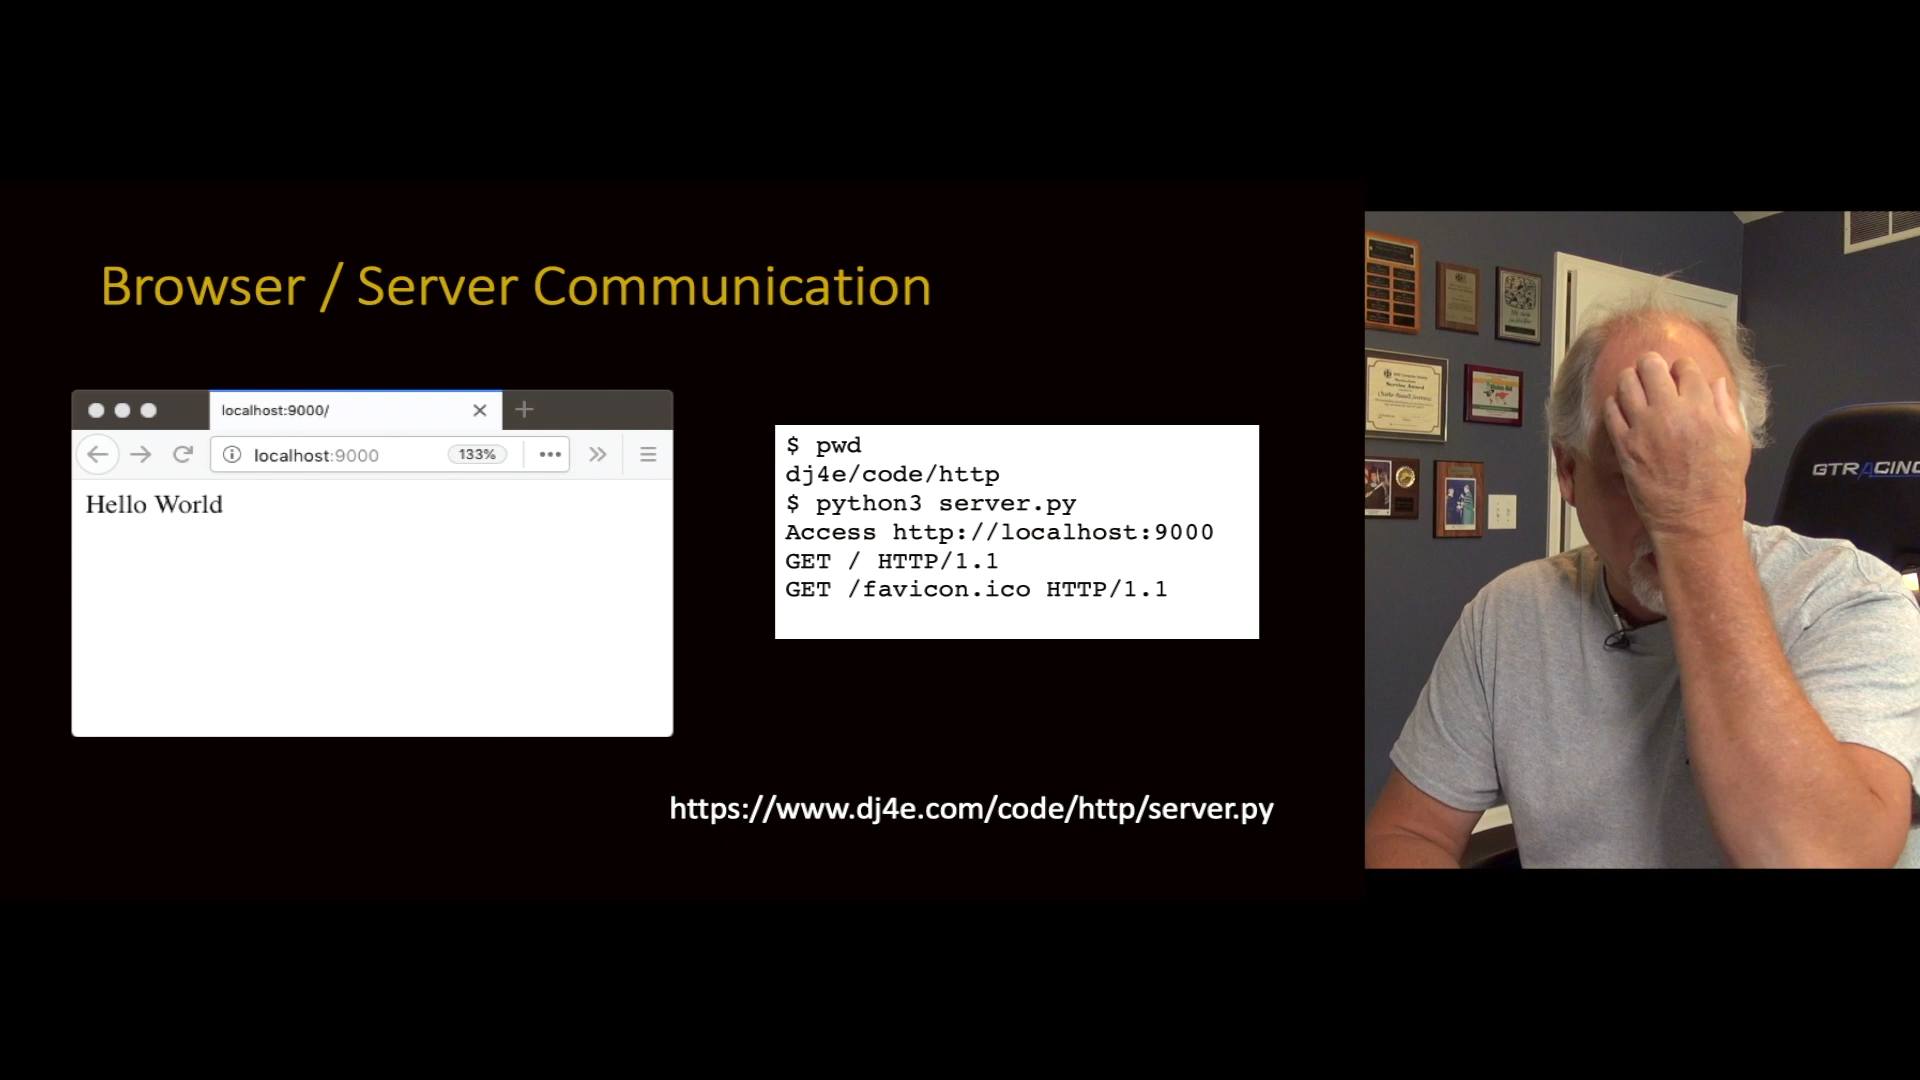 Browser / Server Communication
localhost:9000/
localhost:9000
133%
Hello World
$ pwd
dj4e/code/http
$ python3 server.py
Access http://localhost:9000
GET / HTTP/1.1
GET /favicon.ico HTTP/1.1
https://www.dj4e.com/code/http/server.py
Service Award
GTRACING